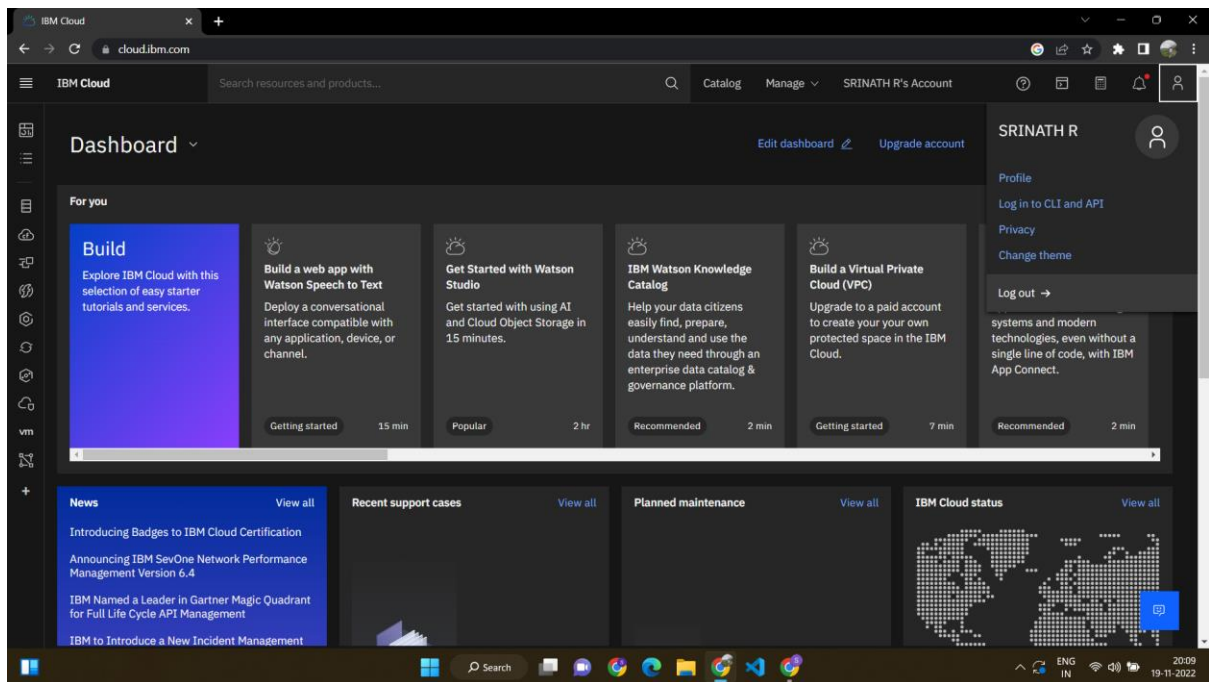 IBM Cloud
cloud.ibm.com
IBM Cloud
Search resources and products...
Catalog
Manage
SRINATH R's Account
Dashboard
Edit dashboard
Upgrade account
SRINATH R
Profile
Log in to CLI and API
Privacy
Change theme
Log out →
For you
Build
Explore IBM Cloud with this
selection of easy starter
tutorials and services.
Build a web app with
Watson Speech to Text
Deploy a conversational
interface compatible with
any application, device, or
channel.
Getting started 15 min
Get Started with Watson
Studio
Get started with using AI
and Cloud Object Storage in
15 minutes.
Popular 2 hr
IBM Watson Knowledge
Catalog
Help your data citizens
easily find, prepare,
understand and use the
data they need through an
enterprise data catalog &
governance platform.
Recommended 2 min
Build a Virtual Private
Cloud (VPC)
Upgrade to a paid account
to create your your own
protected space in the IBM
Cloud.
Getting started 7 min
systems and modern
technologies, even without a
single line of code, with IBM
App Connect.
Recommended 2 min
vm
News View all
Introducing Badges to IBM Cloud Certification
Announcing IBM SevOne Network Performance
Management Version 6.4
IBM Named a Leader in Gartner Magic Quadrant
for Full Life Cycle API Management
IBM to Introduce a New Incident Management
Recent support cases View all
Planned maintenance View all
IBM Cloud status View all
Search
ENG
IN
20:09
19-11-2022